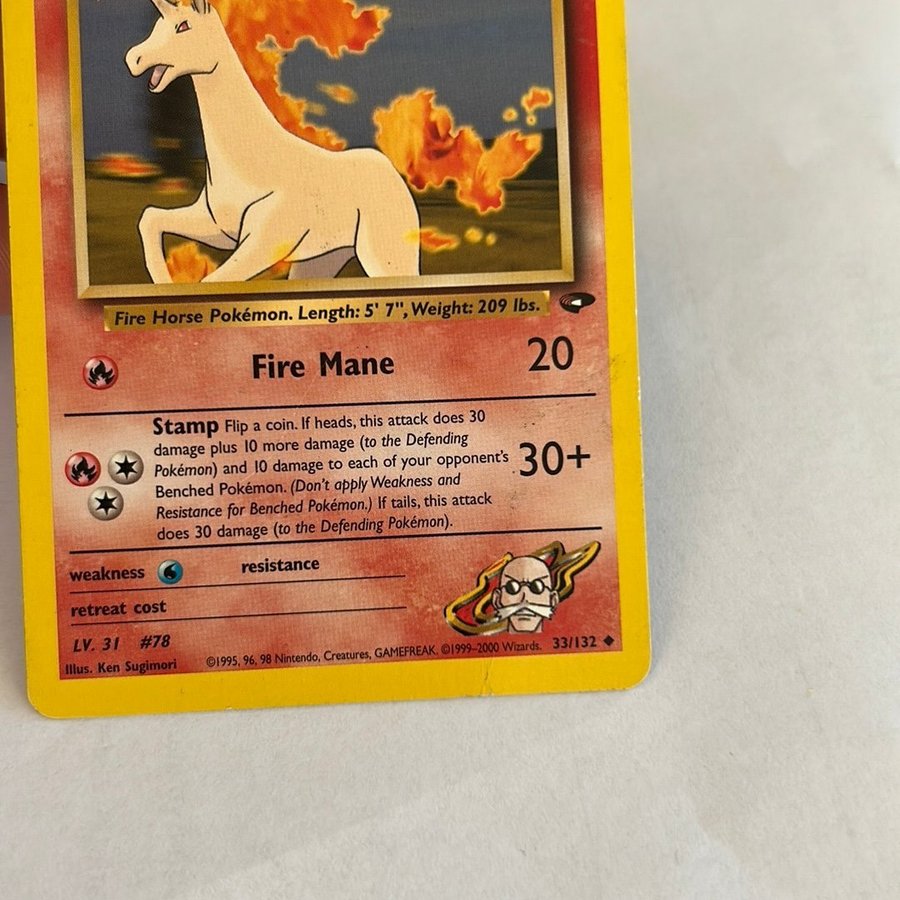 Fire Horse Pokémon. Length: 5' 7", Weight: 209 lbs.
Fire Mane 20
Stamp Flip a coin. If heads, this attack does 30
damage plus 10 more damage (to the Defending
Pokémon) and 10 damage to each of your opponent's
Benched Pokémon. (Don't apply Weakness and
Resistance for Benched Pokémon.) If tails, this attack
does 30 damage (to the Defending Pokémon).
30+
weakness resistance
retreat cost
LV. 31 #78
Illus. Ken Sugimori ©1995, 96, 98 Nintendo, Creatures, GAMEFREAK. ©1999-2000 Wizards. 33/132